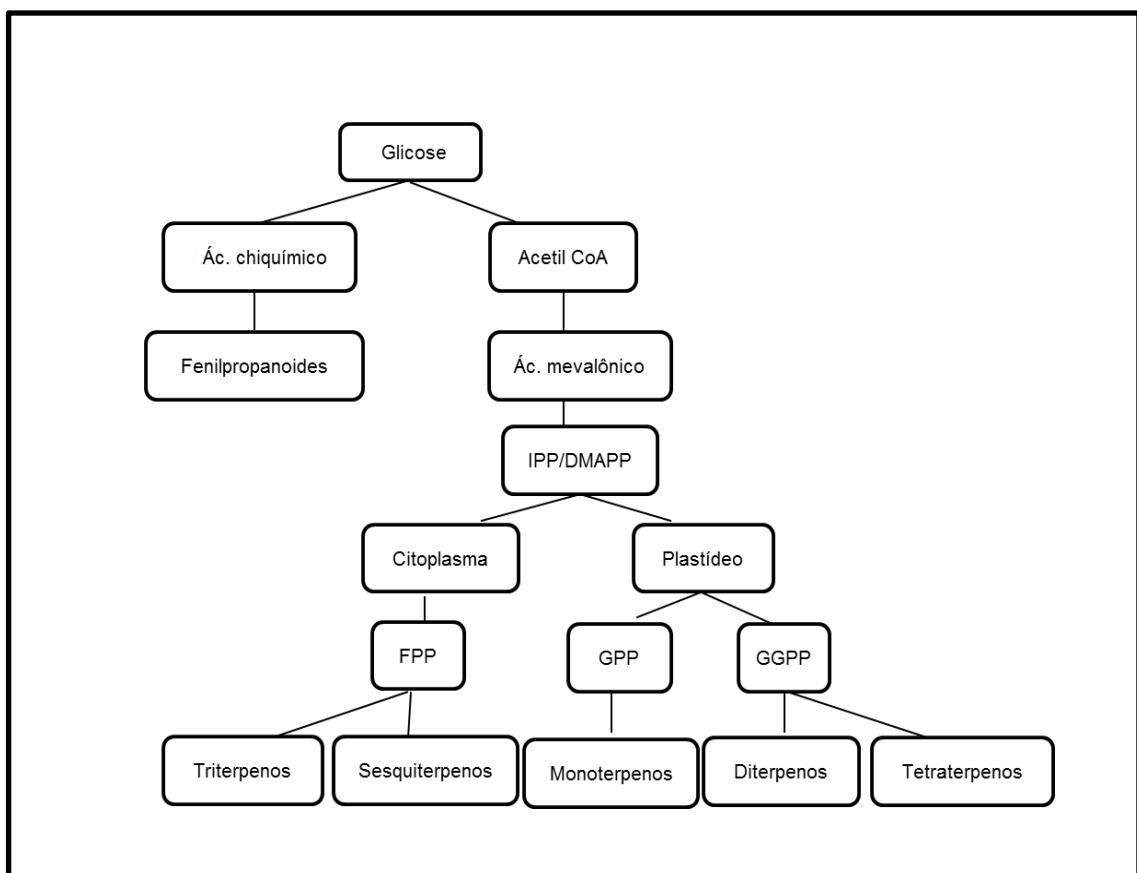 Glicose
Ác. chiquímico
Acetil CoA
Fenilpropanoides
Ác. mevalônico
IPP/DMAPP
Citoplasma
Plastídeo
FPP
GPP
GGPP
Triterpenos
Sesquiterpenos
Monoterpenos
Diterpenos
Tetraterpenos